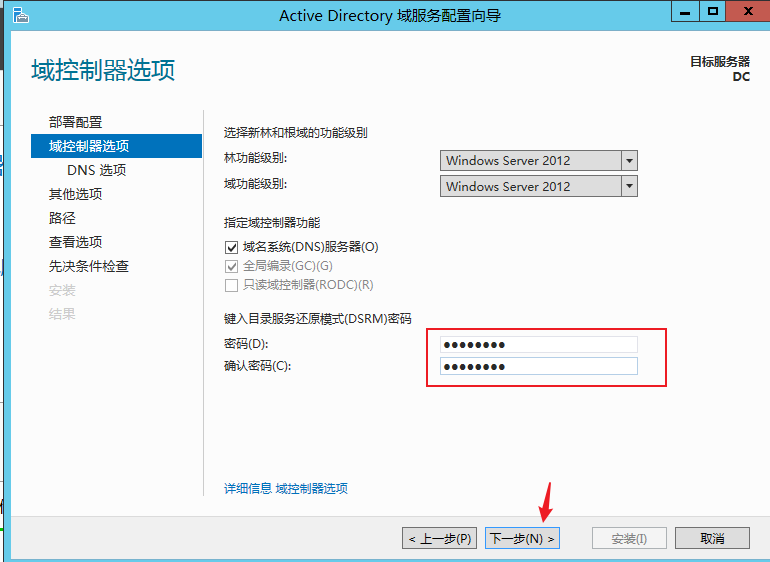 Active Directory 域服务配置向导
域控制器选项
目标服务器
DC
部署配置
域控制器选项
DNS 选项
其他选项
路径
查看选项
先决条件检查
安装
结果
选择新林和根域的功能级别
林功能级别: Windows Server 2012
域功能级别: Windows Server 2012
指定域控制器功能
域名系统(DNS)服务器(O)
全局编录(GC)(G)
只读域控制器(RODC)(R)
键入目录服务还原模式(DSRM)密码
密码(D): ●●●●●●●●
确认密码(C): ●●●●●●●●
详细信息 域控制器选项
< 上一步(P) 下一步(N) > 安装(I) 取消